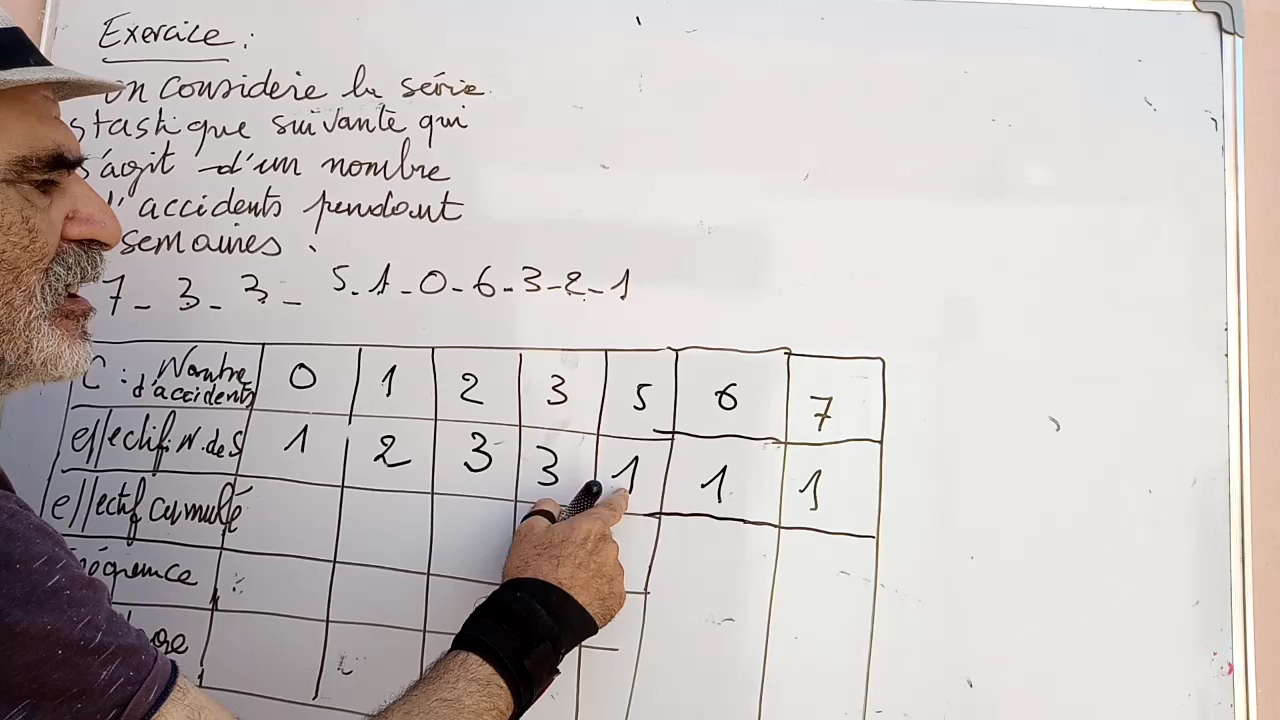 Exercice :
on considère la série
stastique suivante qui
s'agit d'un nombre
d'accidents pendant
semaines :
7 - 3 - 3 - 5 - 1 - 0 - 6 - 3 - 2 - 1
C : Nombre d'accidents 0 1 2 3 5 6 7
effectif: N. de S 1 2 3 3 1 1 1
effectif cumulé